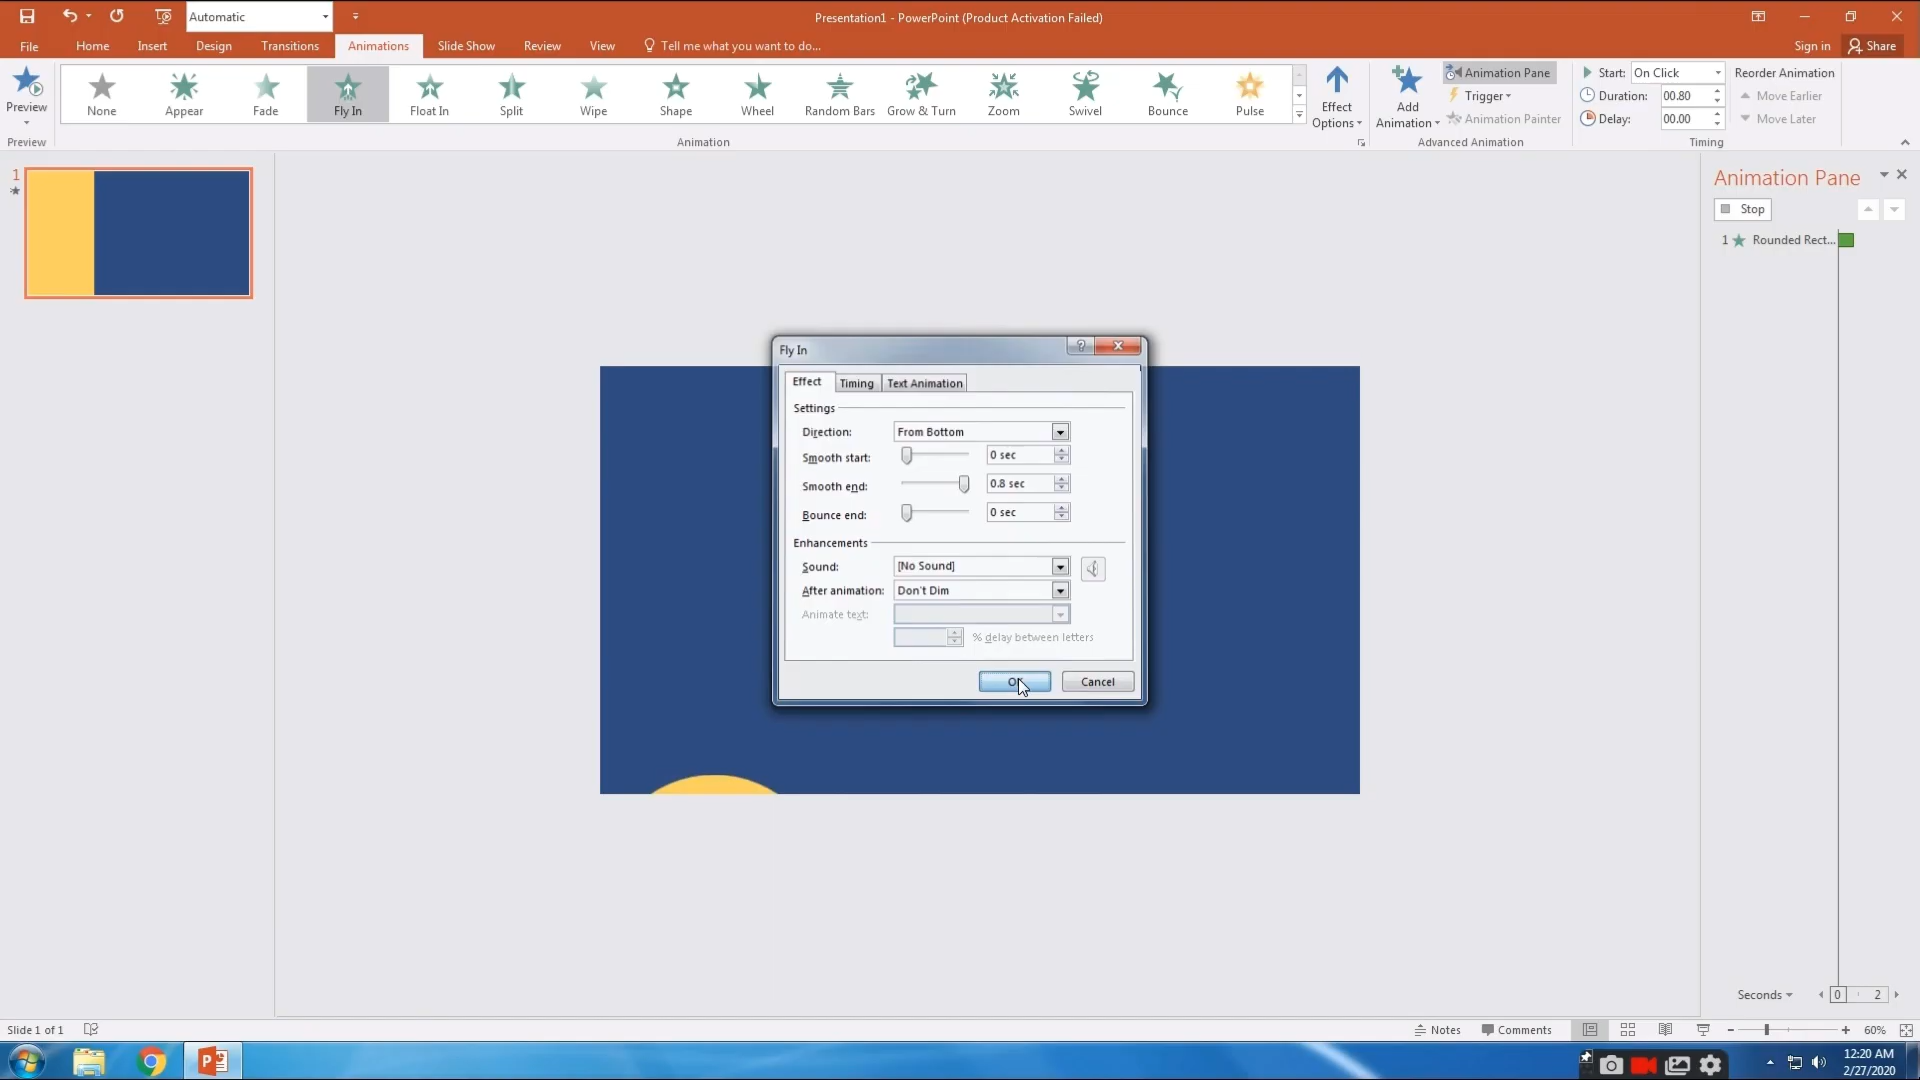 Automatic
Presentation1 - PowerPoint (Product Activation Failed)
File Home Insert Design Transitions Animations Slide Show Review View Tell me what you want to do... Sign in Share
Preview
None Appear Fade Fly In Float In Split Wipe Shape Wheel Random Bars Grow & Turn Zoom Swivel Bounce Pulse
Effect Options
Add Animation
Animation Pane
Trigger
Animation Painter
Start: On Click
Duration: 00.80
Delay: 00.00
Reorder Animation
Move Earlier
Move Later
Preview Animation Advanced Animation Timing
1
Animation Pane
Stop
1 Rounded Rect...
Fly In
?
Effect Timing Text Animation
Settings
Direction: From Bottom
Smooth start: 0 sec
Smooth end: 0.8 sec
Bounce end: 0 sec
Enhancements
Sound: [No Sound]
After animation: Don't Dim
Animate text:
% delay between letters
Cancel
Seconds 0 2
Slide 1 of 1
Notes Comments 60%
12:20 AM
2/27/2020